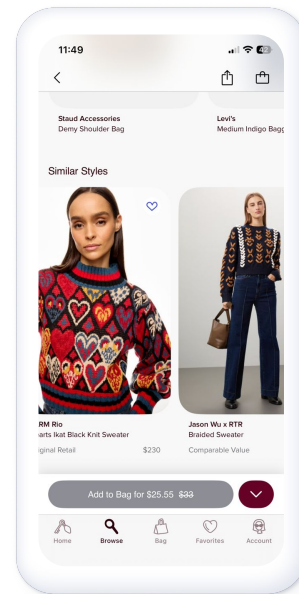 11:49
42
Staud Accessories
Demy Shoulder Bag
Levi's
Medium Indigo Bagg
Similar Styles
RM Rio
arts Ikat Black Knit Sweater
ginal Retail $230
Jason Wu x RTR
Braided Sweater
Comparable Value
Add to Bag for $25.55 $33
Home
Browse
Bag
Favorites
Account